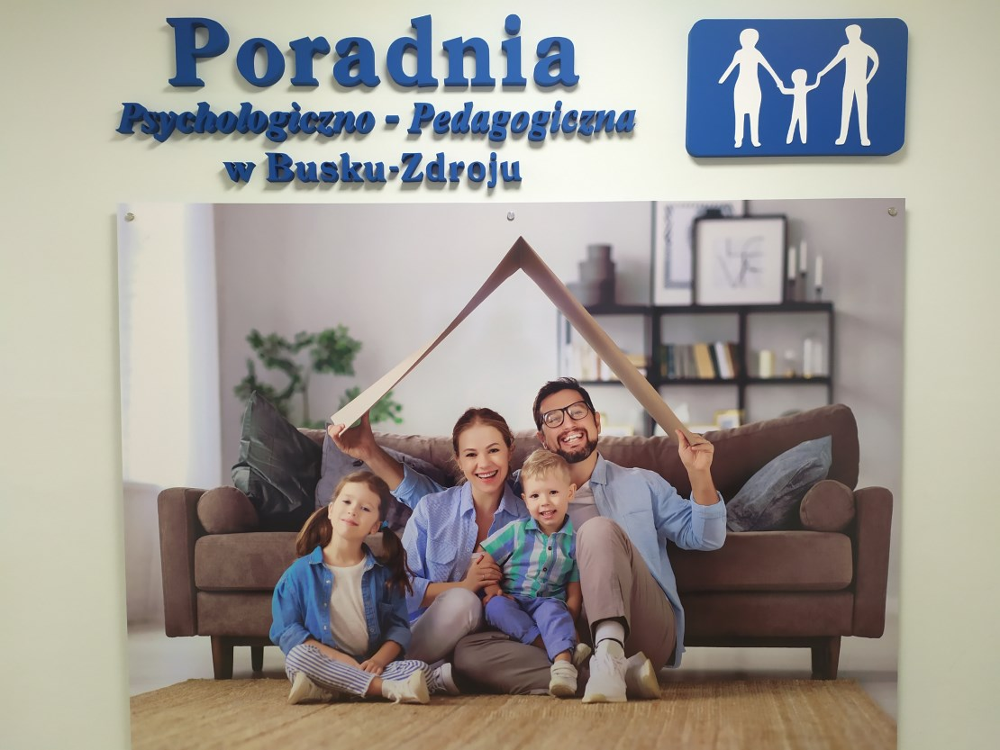 Poradnia
Psychologiczno - Pedagogiczna
w Busku-Zdroju